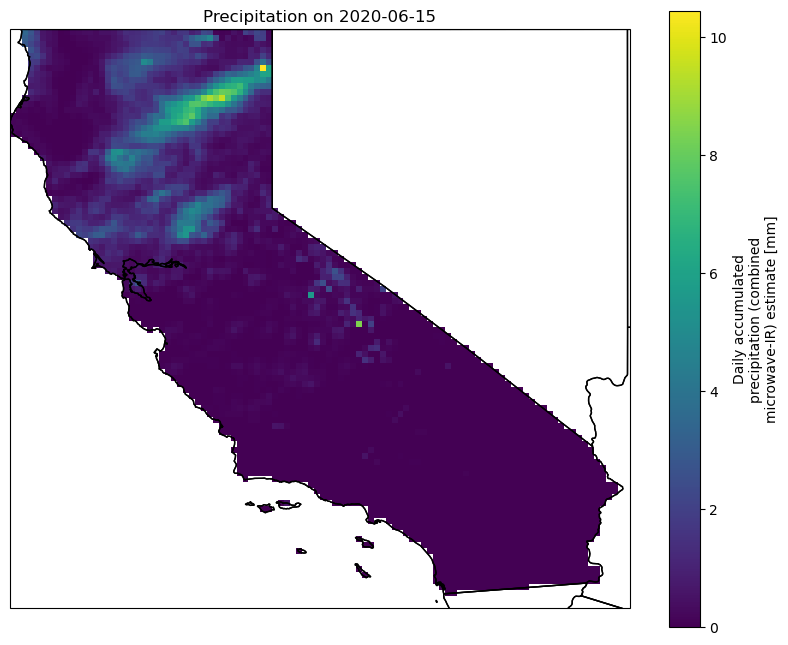 Precipitation on 2020-06-15
10
8
6
4
2
0
Daily accumulated
precipitation (combined
microwave-IR) estimate [mm]